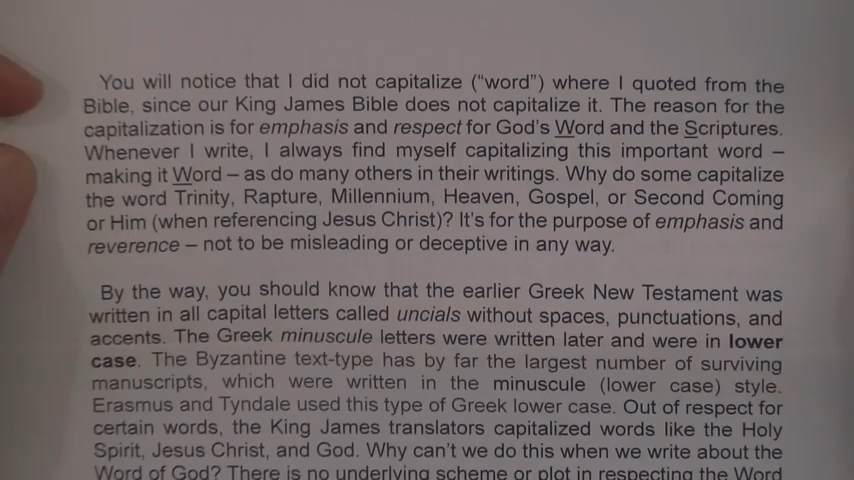 You will notice that I did not capitalize (“word”) where I quoted from the
Bible, since our King James Bible does not capitalize it. The reason for the
capitalization is for emphasis and respect for God’s Word and the Scriptures.
Whenever I write, I always find myself capitalizing this important word –
making it Word – as do many others in their writings. Why do some capitalize
the word Trinity, Rapture, Millennium, Heaven, Gospel, or Second Coming
or Him (when referencing Jesus Christ)? It’s for the purpose of emphasis and
reverence – not to be misleading or deceptive in any way.
By the way, you should know that the earlier Greek New Testament was
written in all capital letters called uncials without spaces, punctuations, and
accents. The Greek minuscule letters were written later and were in lower
case. The Byzantine text-type has by far the largest number of surviving
manuscripts, which were written in the minuscule (lower case) style.
Erasmus and Tyndale used this type of Greek lower case. Out of respect for
certain words, the King James translators capitalized words like the Holy
Spirit, Jesus Christ, and God. Why can’t we do this when we write about the
Word of God? There is no underlying scheme or plot in respecting the Word